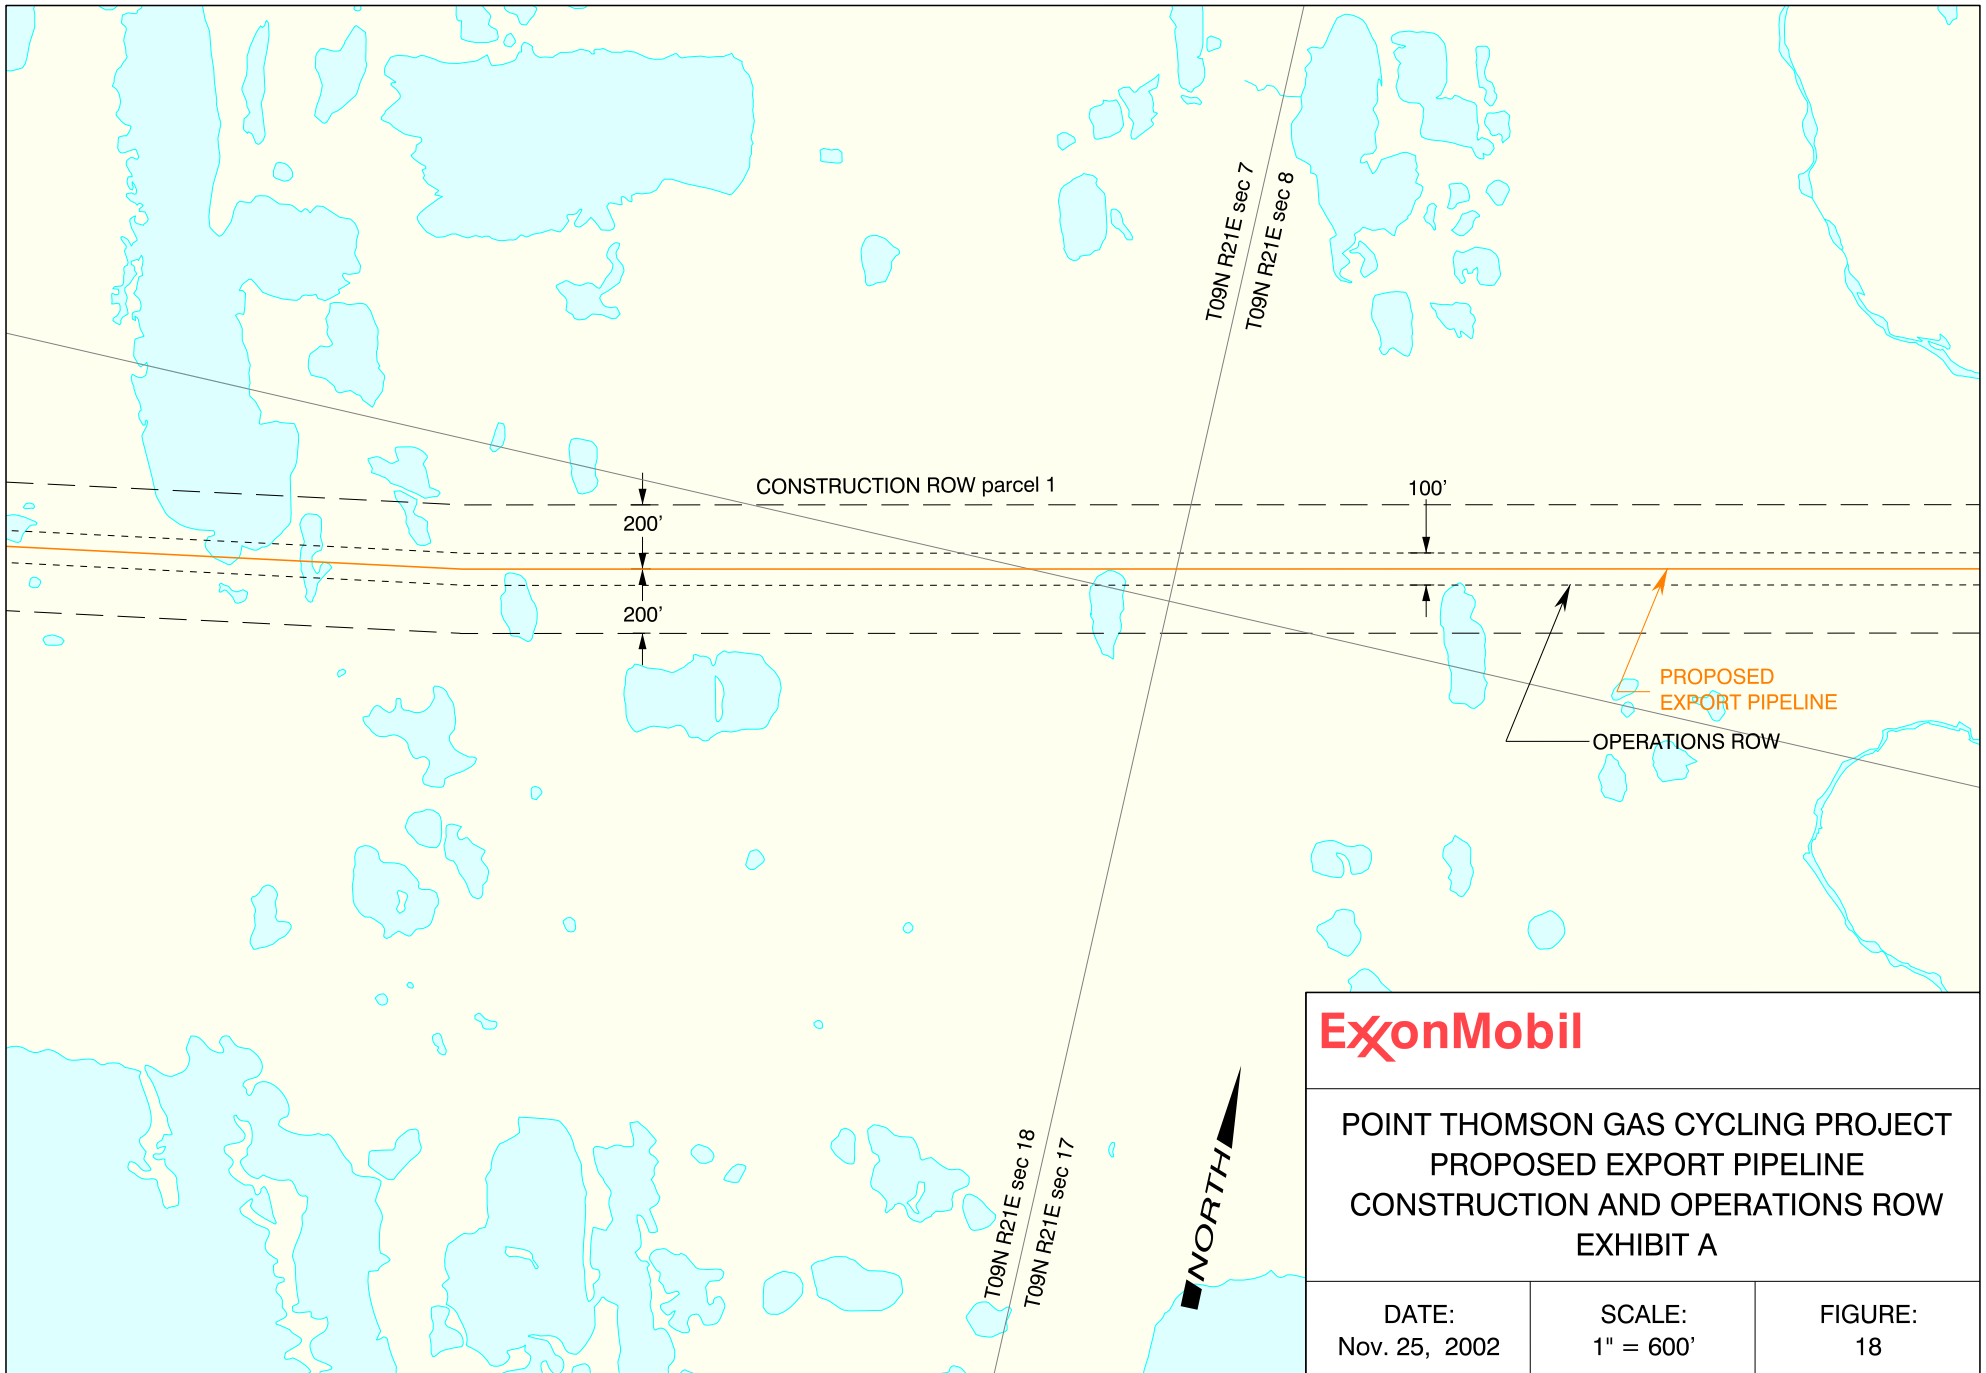 T09N R21E sec 7
T09N R21E sec 8
CONSTRUCTION ROW parcel 1
100’
200’
200’
PROPOSED
EXPORT PIPELINE
OPERATIONS ROW
T09N R21E sec 18
T09N R21E sec 17
NORTH
ExxonMobil
POINT THOMSON GAS CYCLING PROJECT
PROPOSED EXPORT PIPELINE
CONSTRUCTION AND OPERATIONS ROW
EXHIBIT A
DATE:
Nov. 25, 2002
SCALE:
1" = 600’
FIGURE:
18